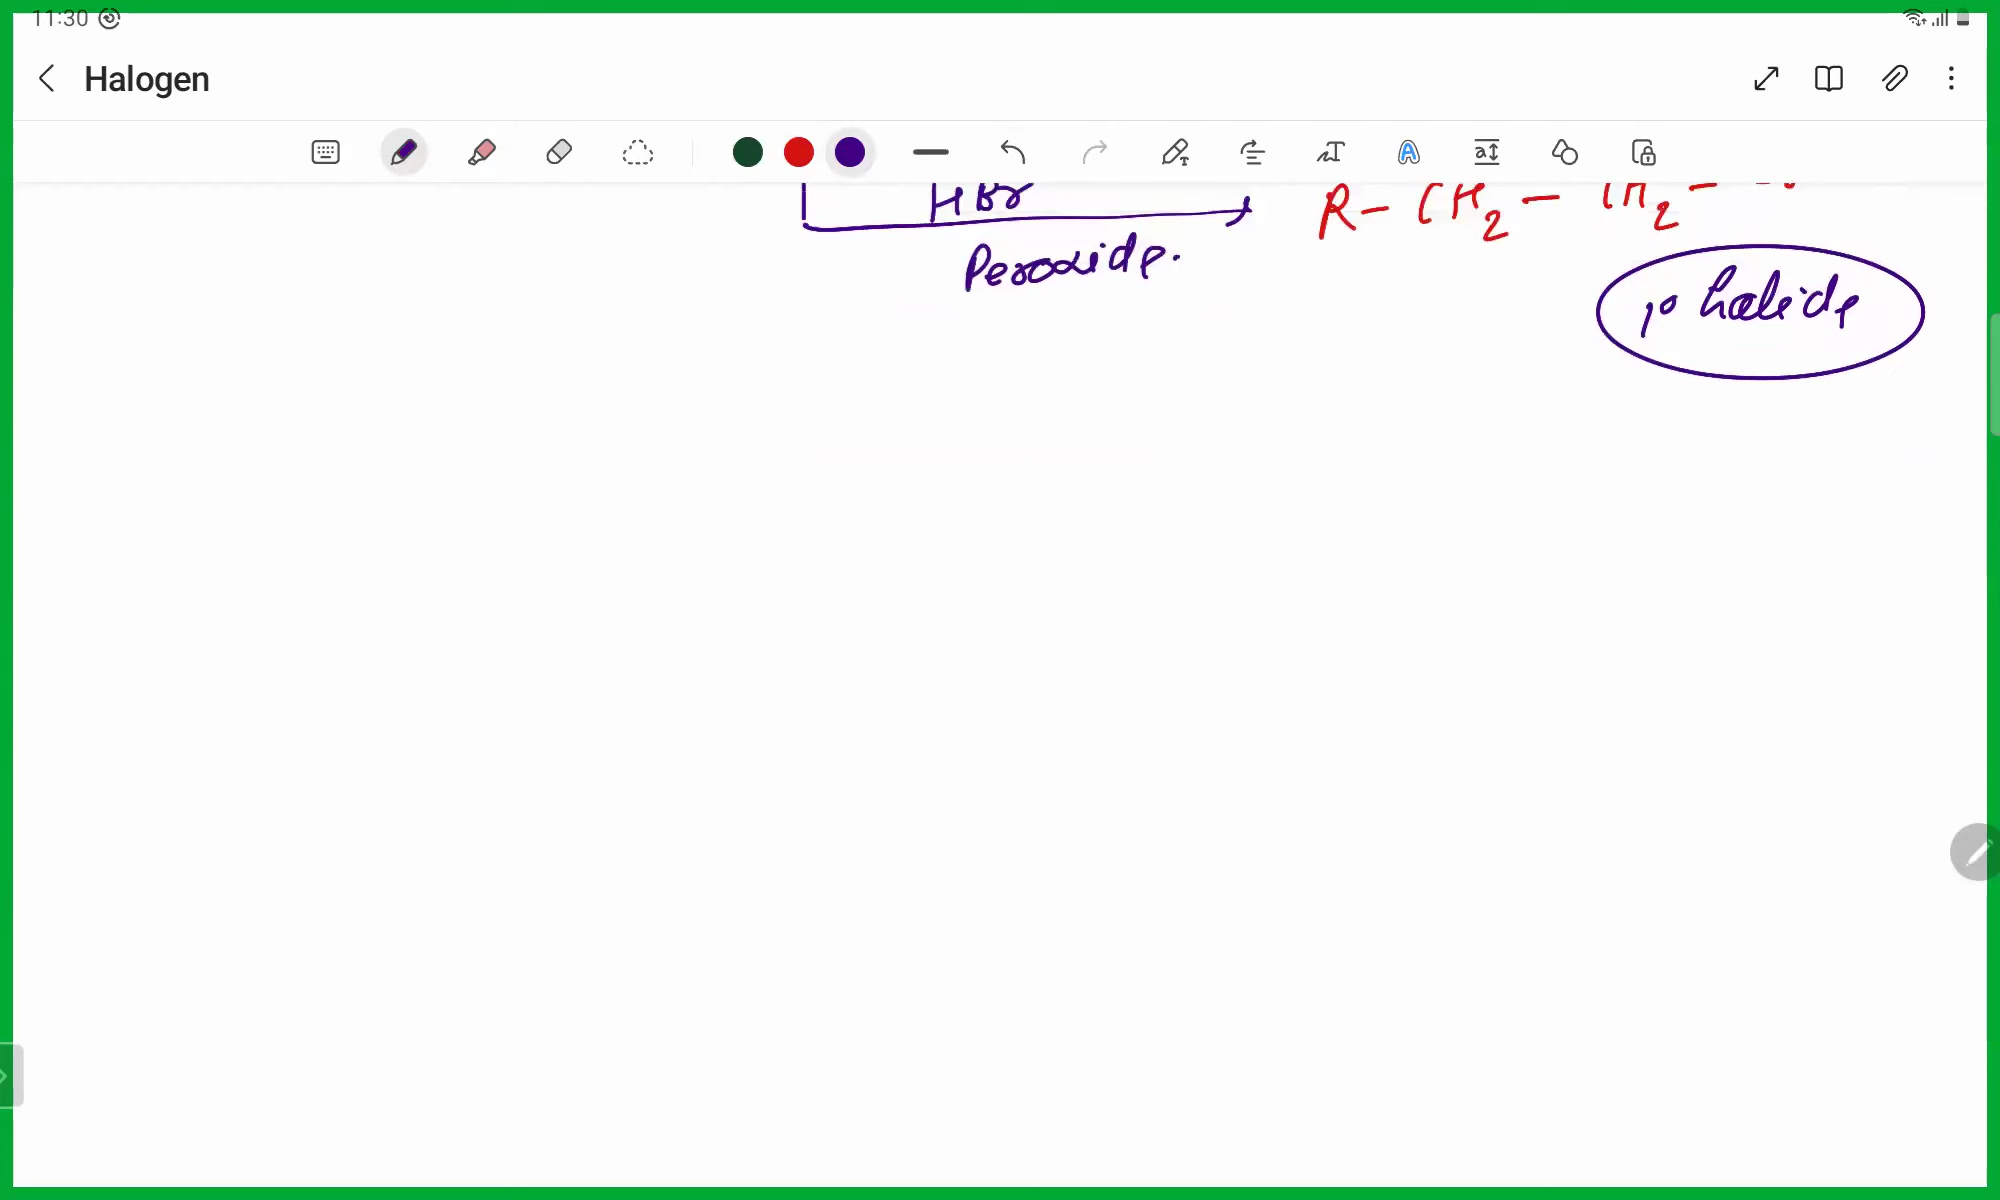 11:30
Halogen
HBr
R - CH2 - CH2 -
Peroxide.
1° halide